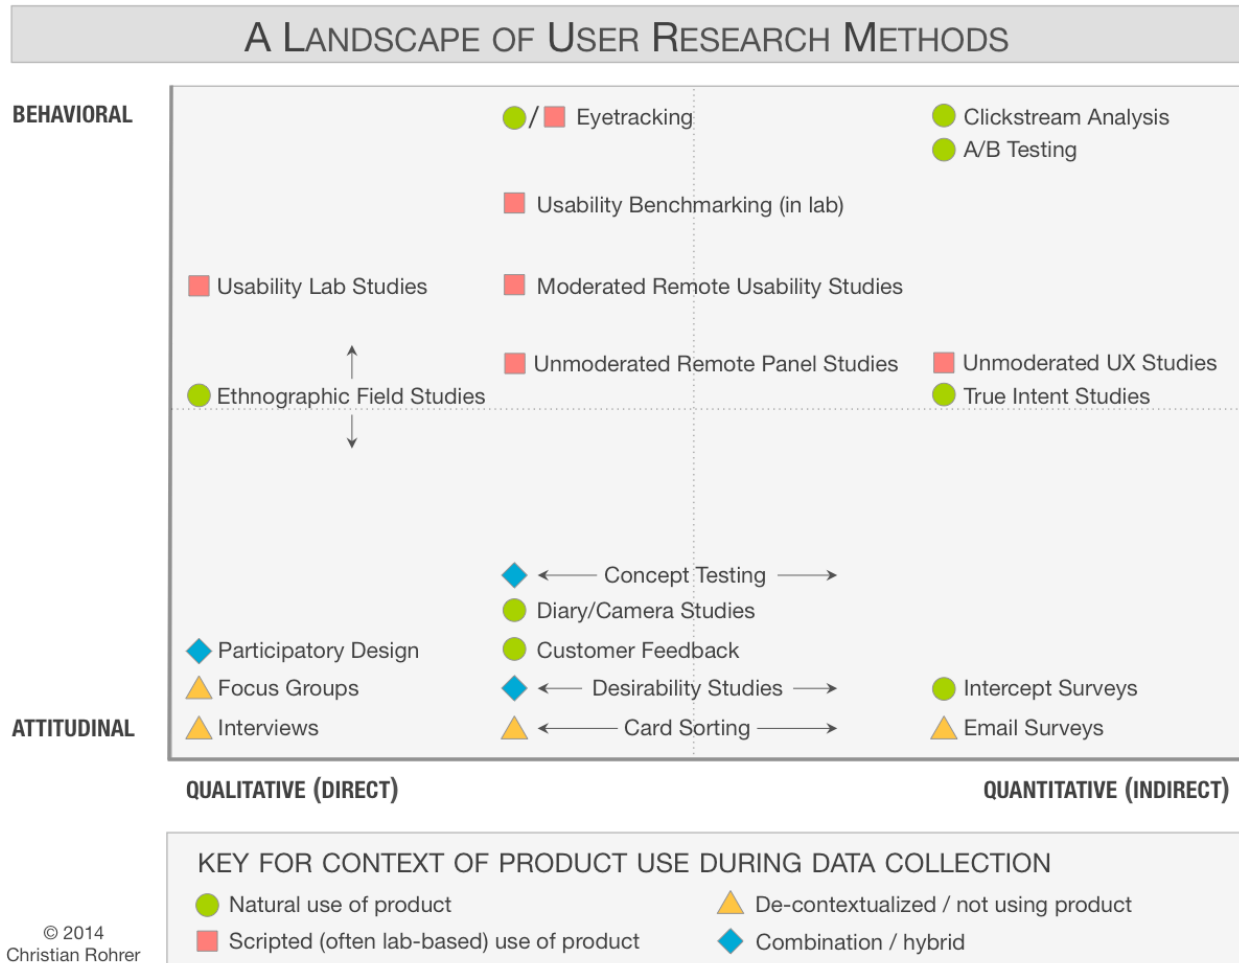 A LANDSCAPE OF USER RESEARCH METHODS
BEHAVIORAL
/ Eyetracking
Clickstream Analysis
A/B Testing
Usability Benchmarking (in lab)
Usability Lab Studies
Moderated Remote Usability Studies
Unmoderated Remote Panel Studies
Unmoderated UX Studies
Ethnographic Field Studies
True Intent Studies
Concept Testing
Diary/Camera Studies
Participatory Design
Customer Feedback
Focus Groups
Desirability Studies
Intercept Surveys
ATTITUDINAL
Interviews
Card Sorting
Email Surveys
QUALITATIVE (DIRECT)
QUANTITATIVE (INDIRECT)
KEY FOR CONTEXT OF PRODUCT USE DURING DATA COLLECTION
Natural use of product
De-contextualized / not using product
Scripted (often lab-based) use of product
Combination / hybrid
© 2014
Christian Rohrer